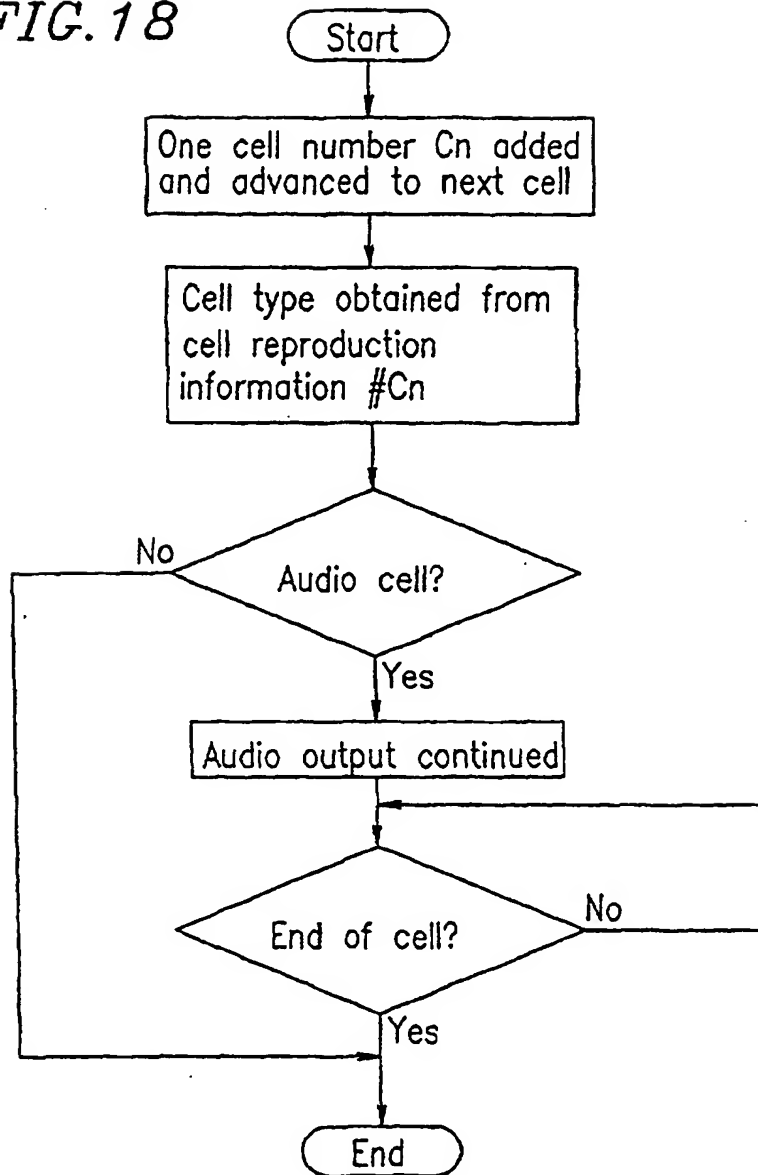 FIG. 18
Start
One cell number Cn added
and advanced to next cell
Cell type obtained from
cell reproduction
information #Cn
No
Audio cell?
Yes
Audio output continued
End of cell?
No
Yes
End